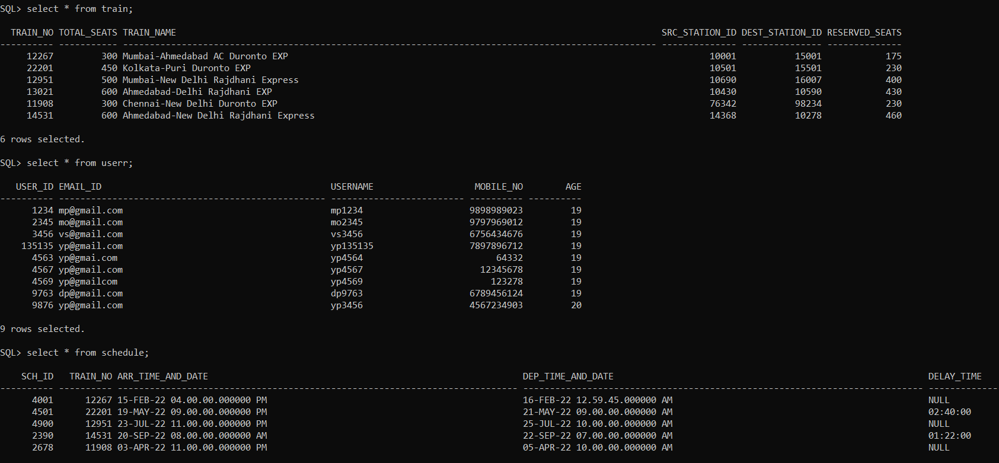 SQL> select * from train;
TRAIN_NO TOTAL_SEATS TRAIN_NAME SRC_STATION_ID DEST_STATION_ID RESERVED_SEATS
---------- ----------- ---------------------------------------------------------------------------------------------------- -------------- --------------- --------------
12267 300 Mumbai-Ahmedabad AC Duronto EXP 10001 15001 175
22201 450 Kolkata-Puri Duronto EXP 10501 15501 230
12951 500 Mumbai-New Delhi Rajdhani Express 10690 16007 400
13021 600 Ahmedabad-Delhi Rajdhani EXP 10430 10590 430
11908 300 Chennai-New Delhi Duronto EXP 76342 98234 230
14531 600 Ahmedabad-New Delhi Rajdhani Express 14368 10278 460
6 rows selected.
SQL> select * from userr;
USER_ID EMAIL_ID USERNAME MOBILE_NO AGE
---------- -------------------------------------------------- ------------------------- ---------- ----------
1234 mp@gmail.com mp1234 9898989023 19
2345 mo@gmail.com mo2345 9797969012 19
3456 vs@gmail.com vs3456 6756434676 19
135135 yp@gmail.com yp135135 7897896712 19
4563 yp@gmai.com yp4564 64332 19
4567 yp@gmail.com yp4567 12345678 19
4569 yp@gmailcom yp4569 123278 19
9763 dp@gmail.com dp9763 6789456124 19
9876 yp@gmail.com yp3456 4567234903 20
9 rows selected.
SQL> select * from schedule;
SCH_ID TRAIN_NO ARR_TIME_AND_DATE DEP_TIME_AND_DATE DELAY_TIME
---------- ---------- --------------------------------------------------------------------------- --------------------------------------------------------------------------- -------------
4001 12267 15-FEB-22 04.00.00.000000 PM 16-FEB-22 12.59.45.000000 AM NULL
4501 22201 19-MAY-22 09.00.00.000000 PM 21-MAY-22 09.00.00.000000 AM 02:40:00
4900 12951 23-JUL-22 11.00.00.000000 PM 25-JUL-22 10.00.00.000000 AM NULL
2390 14531 20-SEP-22 08.00.00.000000 AM 22-SEP-22 07.00.00.000000 AM 01:22:00
2678 11908 03-APR-22 11.00.00.000000 PM 05-APR-22 10.00.00.000000 AM NULL